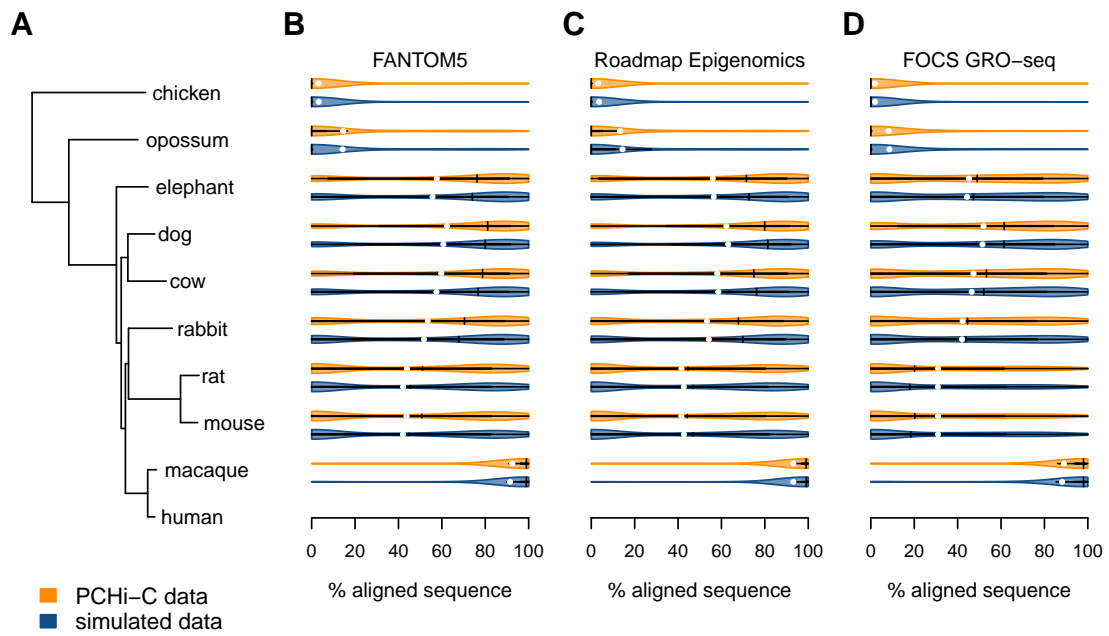 A
B
C
D
FANTOM5
Roadmap Epigenomics
FOCS GRO−seq
chicken
opossum
elephant
dog
cow
rabbit
rat
mouse
macaque
human
0 20 40 60 80 100
0 20 40 60 80 100
0 20 40 60 80 100
% aligned sequence
% aligned sequence
% aligned sequence
PCHi−C data
simulated data